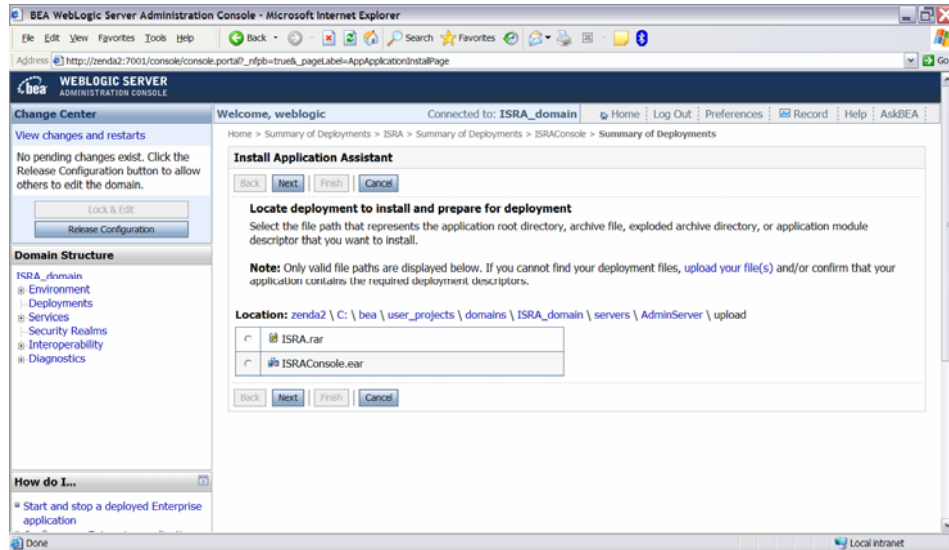 BEA WebLogic Server Administration Console - Microsoft Internet Explorer
File Edit View Favorites Tools Help
Back Search Favorites
Address http://zenda2:7001/console/console.portal?_nfpb=true&_pageLabel=AppApplicationInstallPage Go
bea WEBLOGIC SERVER
ADMINISTRATION CONSOLE
Change Center
View changes and restarts
No pending changes exist. Click the
Release Configuration button to allow
others to edit the domain.
Lock & Edit
Release Configuration
Domain Structure
ISRA_domain
Environment
Deployments
Services
Security Realms
Interoperability
Diagnostics
How do I...
Start and stop a deployed Enterprise
application
Welcome, weblogic Connected to: ISRA_domain Home Log Out Preferences Record Help AskBEA
Home > Summary of Deployments > ISRA > Summary of Deployments > ISRAConsole > Summary of Deployments
Install Application Assistant
Back Next Finish Cancel
Locate deployment to install and prepare for deployment
Select the file path that represents the application root directory, archive file, exploded archive directory, or application module
descriptor that you want to install.
Note: Only valid file paths are displayed below. If you cannot find your deployment files, upload your file(s) and/or confirm that your
application contains the required deployment descriptors.
Location: zenda2 \ C: \ bea \ user_projects \ domains \ ISRA_domain \ servers \ AdminServer \ upload
ISRA.rar
ISRAConsole.ear
Back Next Finish Cancel
Done Local intranet